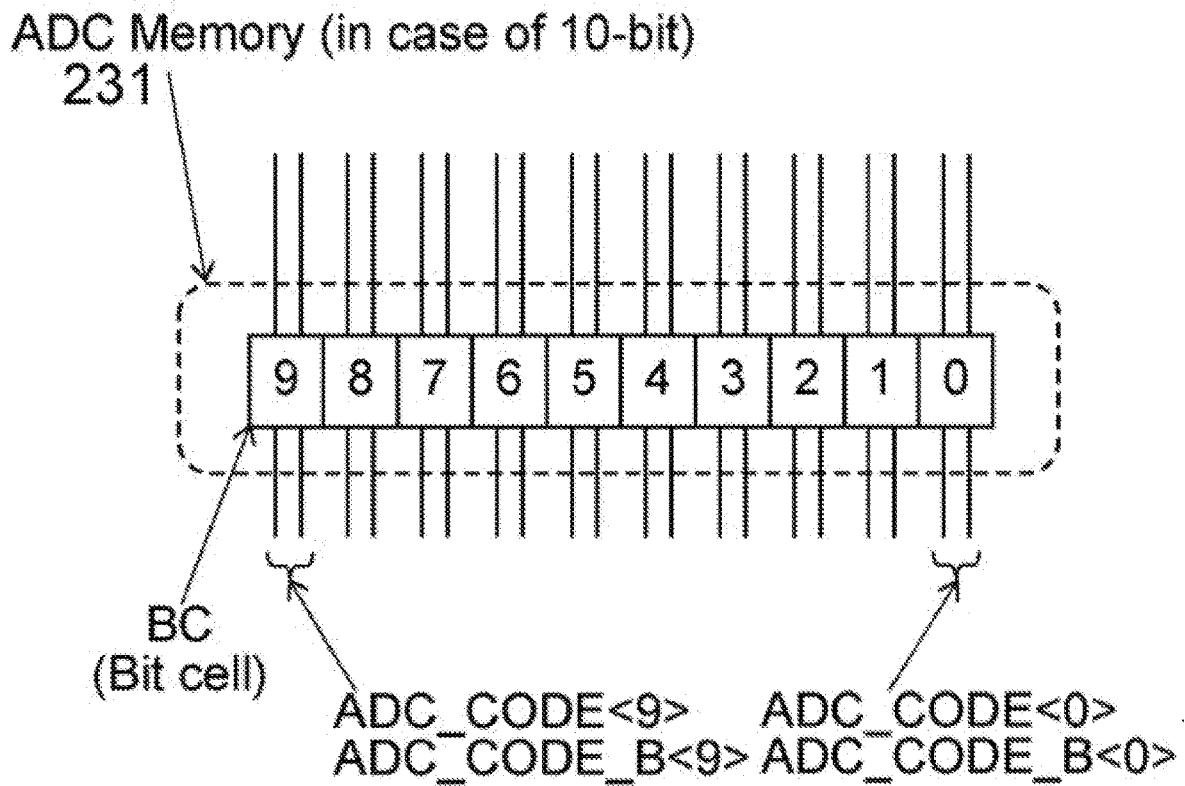 ADC Memory (in case of 10-bit)
231
9 8 7 6 5 4 3 2 1 0
BC
(Bit cell)
ADC_CODE<9> ADC_CODE<0>
ADC_CODE_B<9> ADC_CODE_B<0>